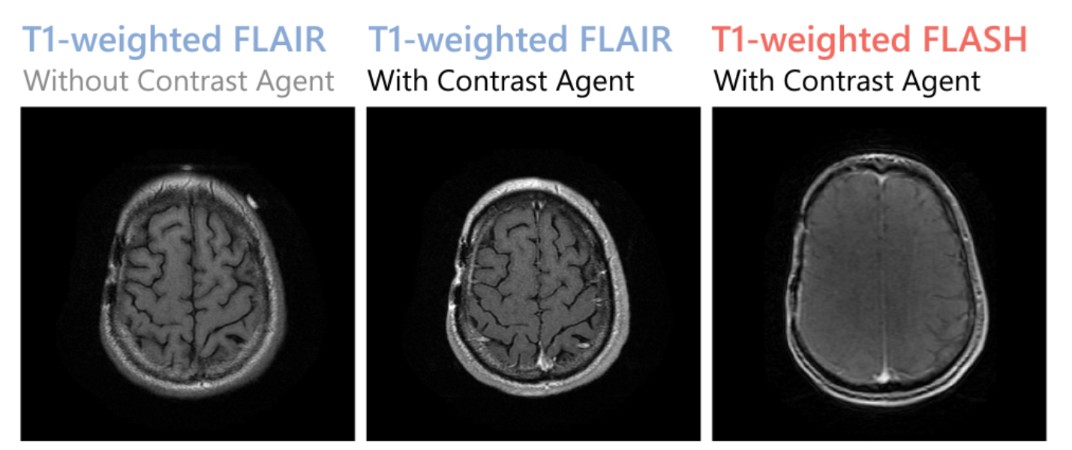 T1-weighted FLAIR
Without Contrast Agent
T1-weighted FLAIR
With Contrast Agent
T1-weighted FLASH
With Contrast Agent